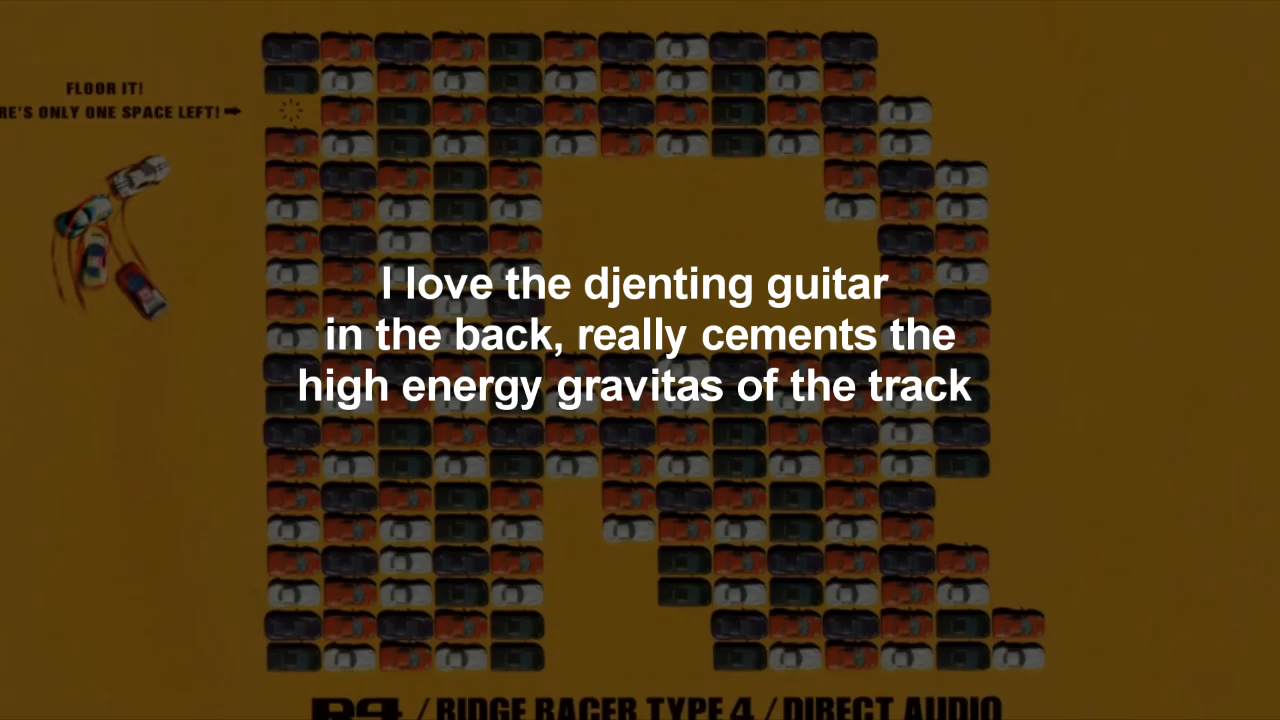 FLOOR IT!
RE'S ONLY ONE SPACE LEFT!
I love the djenting guitar
in the back, really cements the
high energy gravitas of the track
R4 / RIDGE RACER TYPE 4 / DIRECT AUDIO